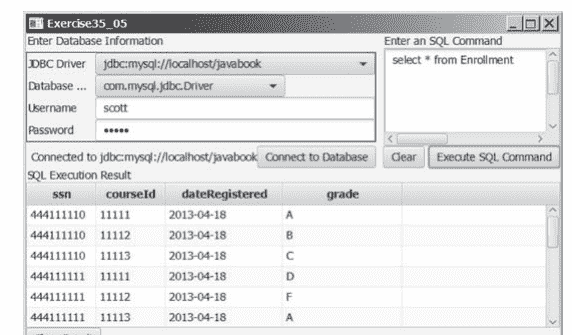 Exercise35_05
Enter Database Information
JDBC Driver jdbc:mysql://localhost/javabook
Database ... com.mysql.jdbc.Driver
Username scott
Password •••••
Connected to jdbc:mysql://localhost/javabook Connect to Database
Enter an SQL Command
select * from Enrollment
Clear Execute SQL Command
SQL Execution Result
ssn courseId dateRegistered grade
444111110 11111 2013-04-18 A
444111110 11112 2013-04-18 B
444111110 11113 2013-04-18 C
444111111 11111 2013-04-18 D
444111111 11112 2013-04-18 F
444111111 11113 2013-04-18 A